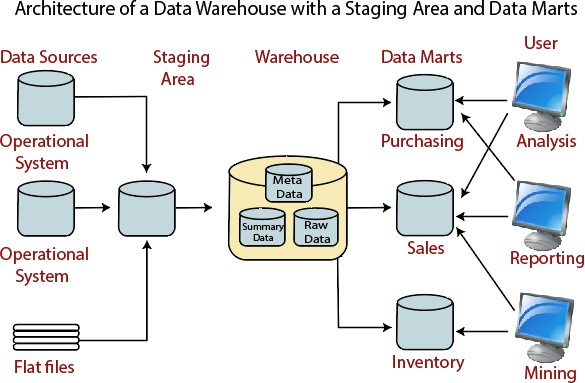 Architecture of a Data Warehouse with a Staging Area and Data Marts
Data Sources
Staging
Area
Warehouse
Data Marts
User
Operational
System
Operational
System
Flat files
Meta
Data
Summary
Data
Raw
Data
Purchasing
Sales
Inventory
Analysis
Reporting
Mining